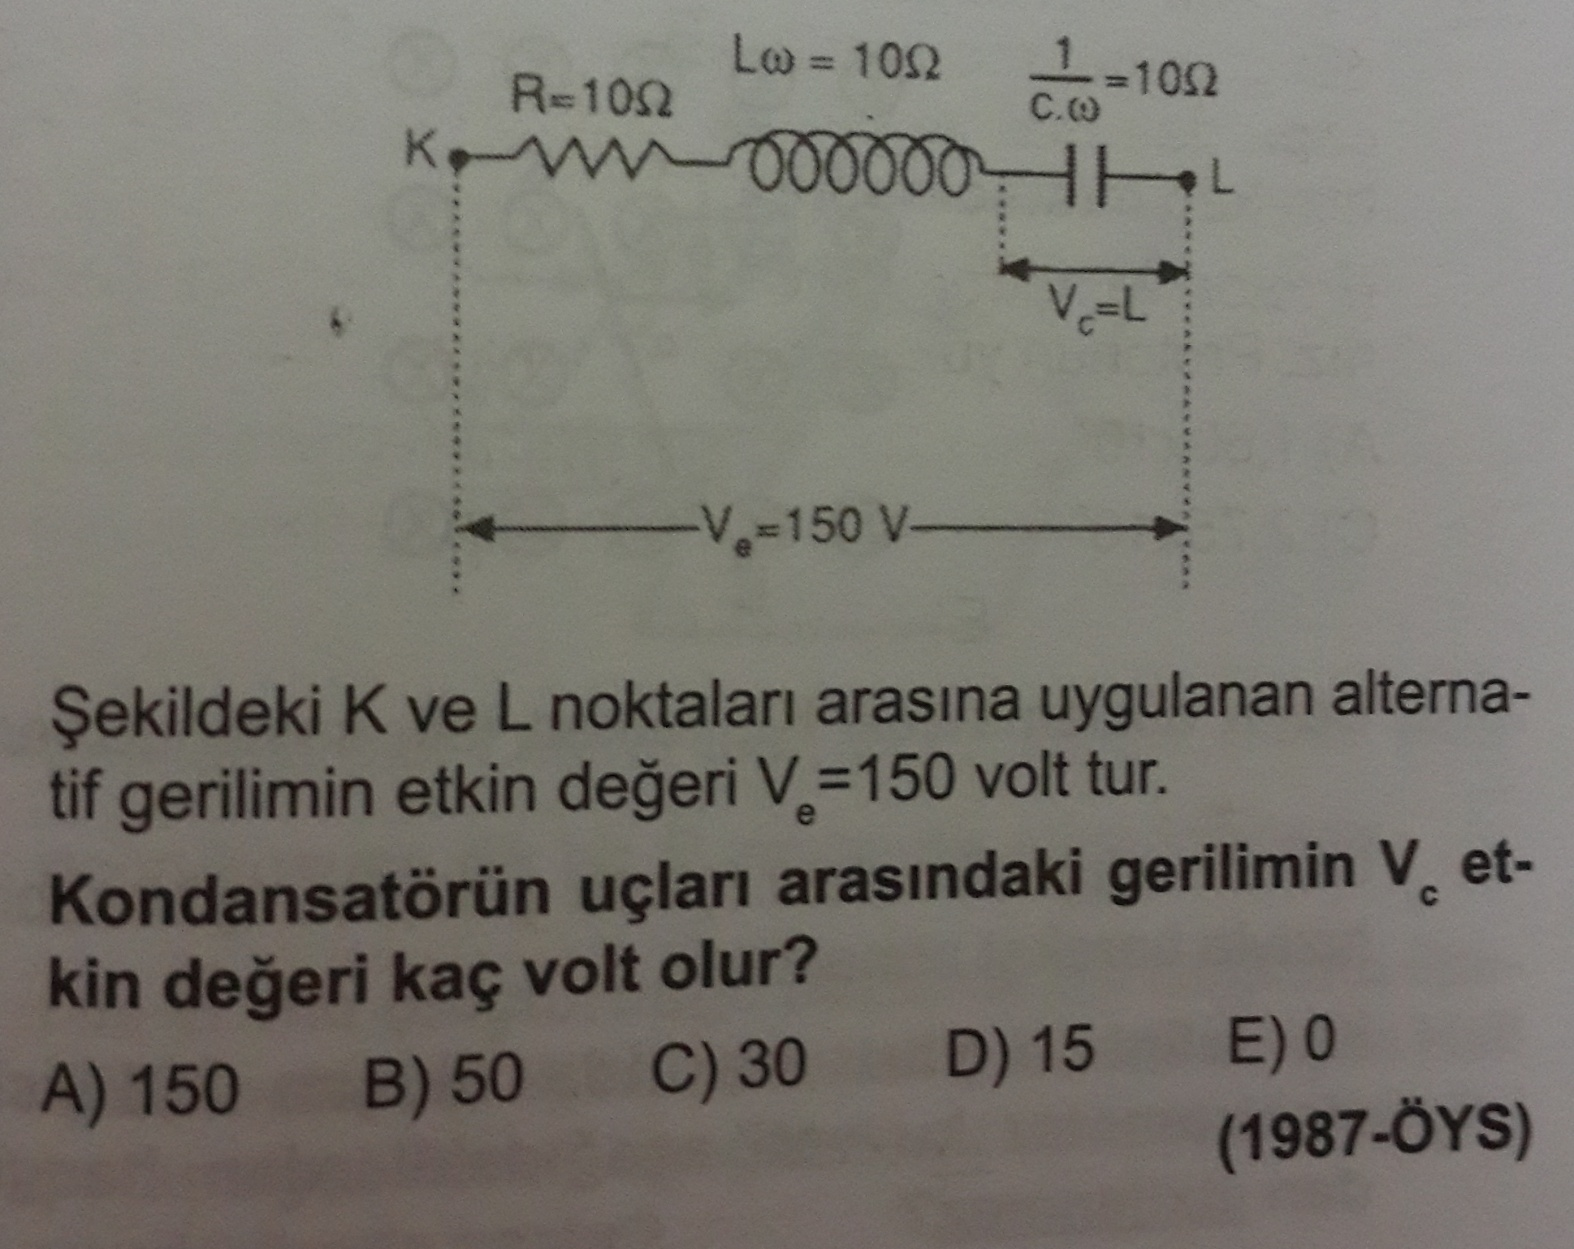 Lω = 10Ω
1/C.ω =10Ω
R=10Ω
K
L
V_c=L
V_e=150 V
Şekildeki K ve L noktaları arasına uygulanan alterna-
tif gerilimin etkin değeri V_e=150 volt tur.
Kondansatörün uçları arasındaki gerilimin V_c et-
kin değeri kaç volt olur?
A) 150 B) 50 C) 30 D) 15 E) 0
(1987-ÖYS)